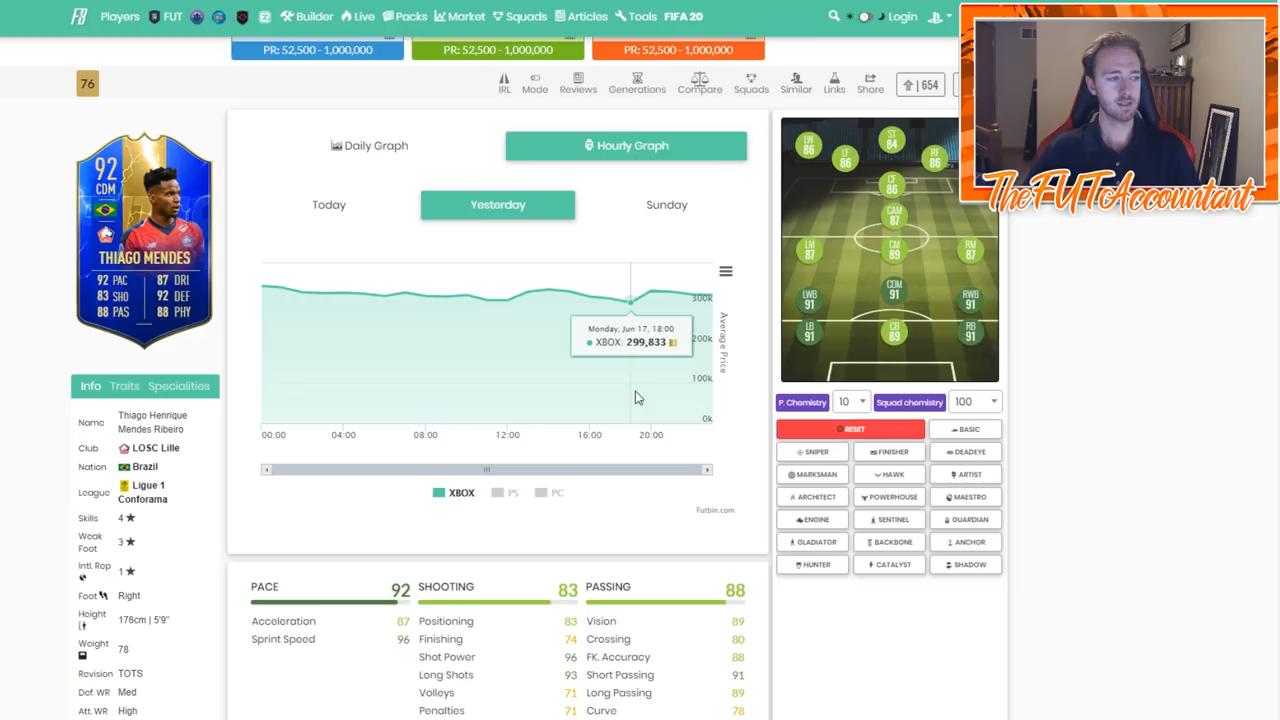 F8 Players FUT Builder Live Packs Market Squads Articles Tools FIFA 20 Login
PR: 52,500 - 1,000,000 PR: 52,500 - 1,000,000 PR: 52,500 - 1,000,000
76 IRL Mode Reviews Generations Compare Squads Similar Links Share 654
TheFUTAccountant
92
CDM
THIAGO MENDES
92 PAC 87 DRI
83 SHO 92 DEF
88 PAS 88 PHY
Info Traits Specialities
Name Thiago Henrique Mendes Ribeiro
Club LOSC Lille
Nation Brazil
League Ligue 1 Conforama
Skills 4
Weak Foot 3
Intl. Rep 1
Foot Right
Height 176cm | 5'9"
Weight 78
Revision TOTS
Def. WR Med
Att. WR High
Daily Graph Hourly Graph
Today Yesterday Sunday
300k
200k
100k
0k
Average Price
Monday, Jun 17, 18:00
XBOX: 299,833
00:00 04:00 08:00 12:00 16:00 20:00
XBOX PS PC
Futbin.com
PACE 92
Acceleration 87
Sprint Speed 96
SHOOTING 83
Positioning 83
Finishing 74
Shot Power 96
Long Shots 93
Volleys 71
Penalties 71
PASSING 88
Vision 89
Crossing 80
FK. Accuracy 88
Short Passing 91
Long Passing 89
Curve 78
LW 86
LF 86
ST 84
RF 86
CF 86
CAM 87
LM 87
CM 89
RM 87
LWB 91
CDM 91
RWB 91
LB 91
CB 89
RB 91
P. Chemistry 10 Squad chemistry 100
RESET BASIC
SNIPER FINISHER DEADEYE
MARKSMAN HAWK ARTIST
ARCHITECT POWERHOUSE MAESTRO
ENGINE SENTINEL GUARDIAN
GLADIATOR BACKBONE ANCHOR
HUNTER CATALYST SHADOW